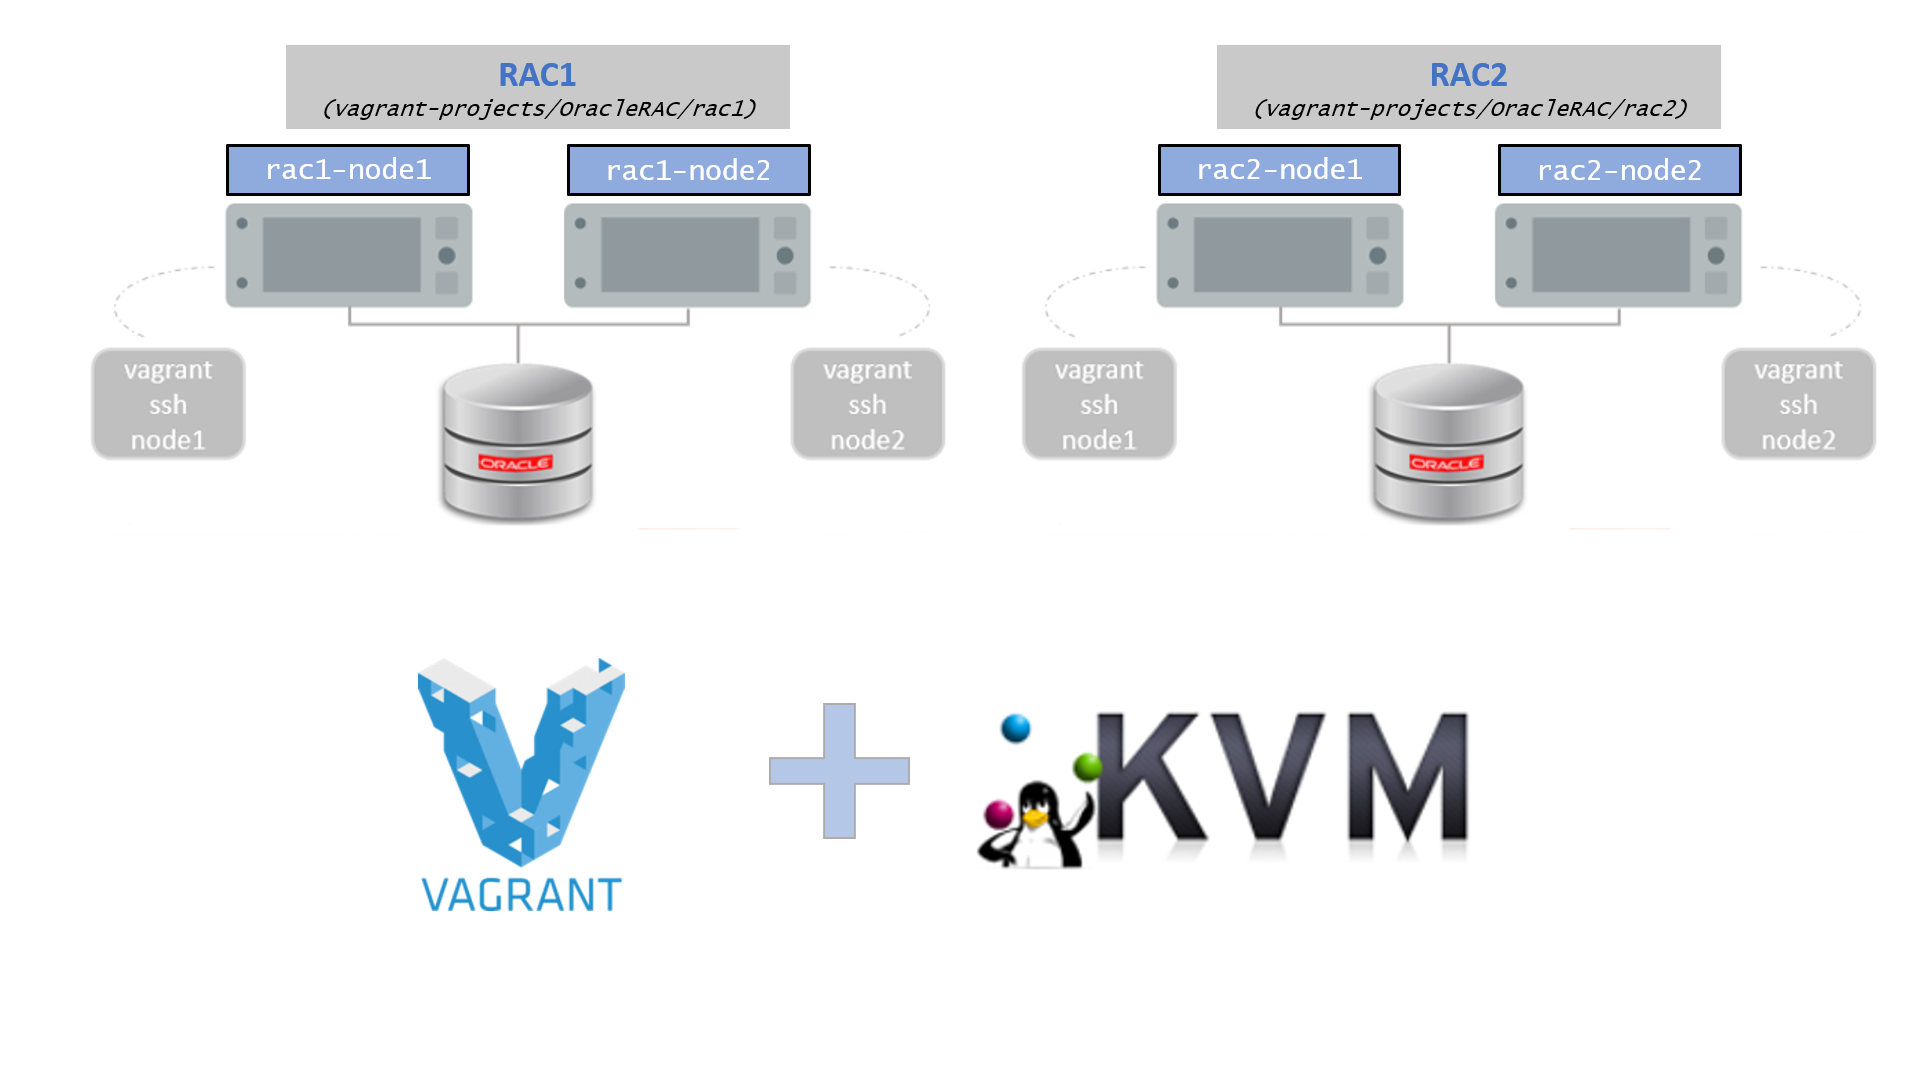 RAC1
(vagrant-projects/OracleRAC/rac1)
rac1-node1
rac1-node2
vagrant
ssh
node1
ORACLE
vagrant
ssh
node2
RAC2
(vagrant-projects/OracleRAC/rac2)
rac2-node1
rac2-node2
vagrant
ssh
node1
ORACLE
vagrant
ssh
node2
VAGRANT
KVM